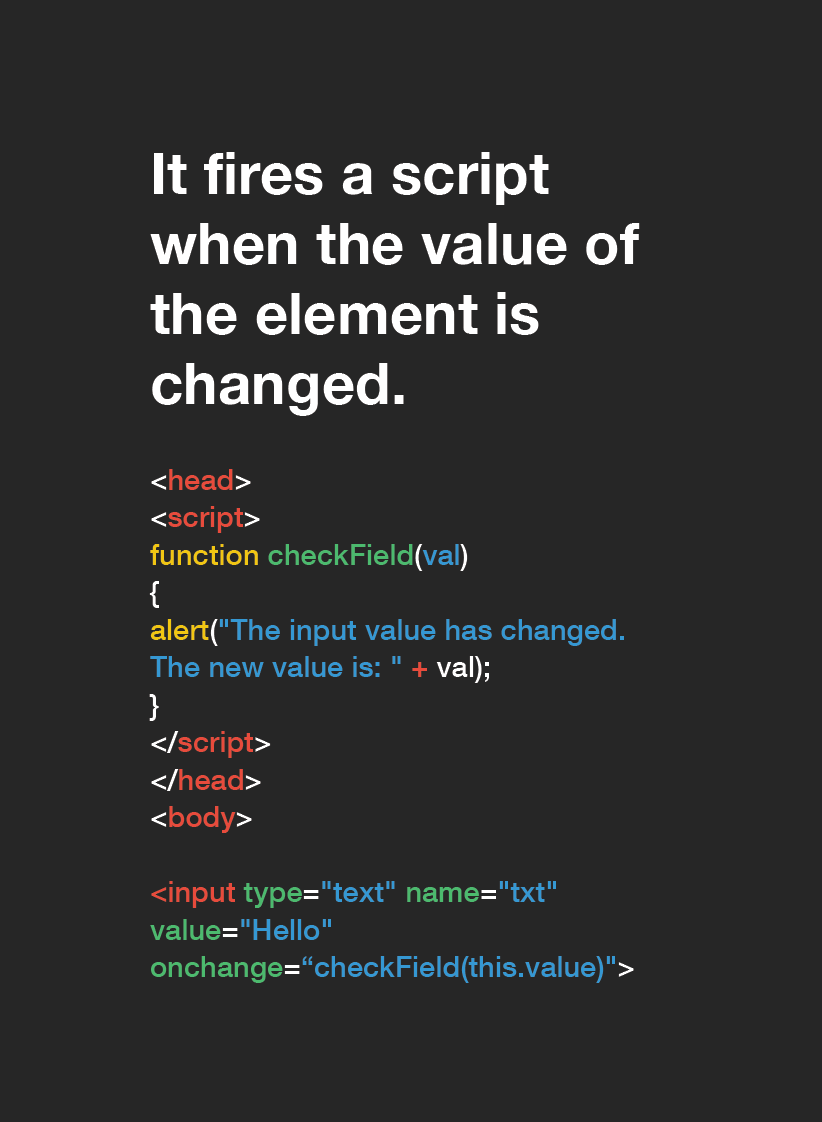 It fires a script
when the value of
the element is
changed.
<head>
<script>
function checkField(val)
{
alert("The input value has changed.
The new value is: " + val);
}
</script>
</head>
<body>
<input type="text" name="txt"
value="Hello"
onchange=“checkField(this.value)">